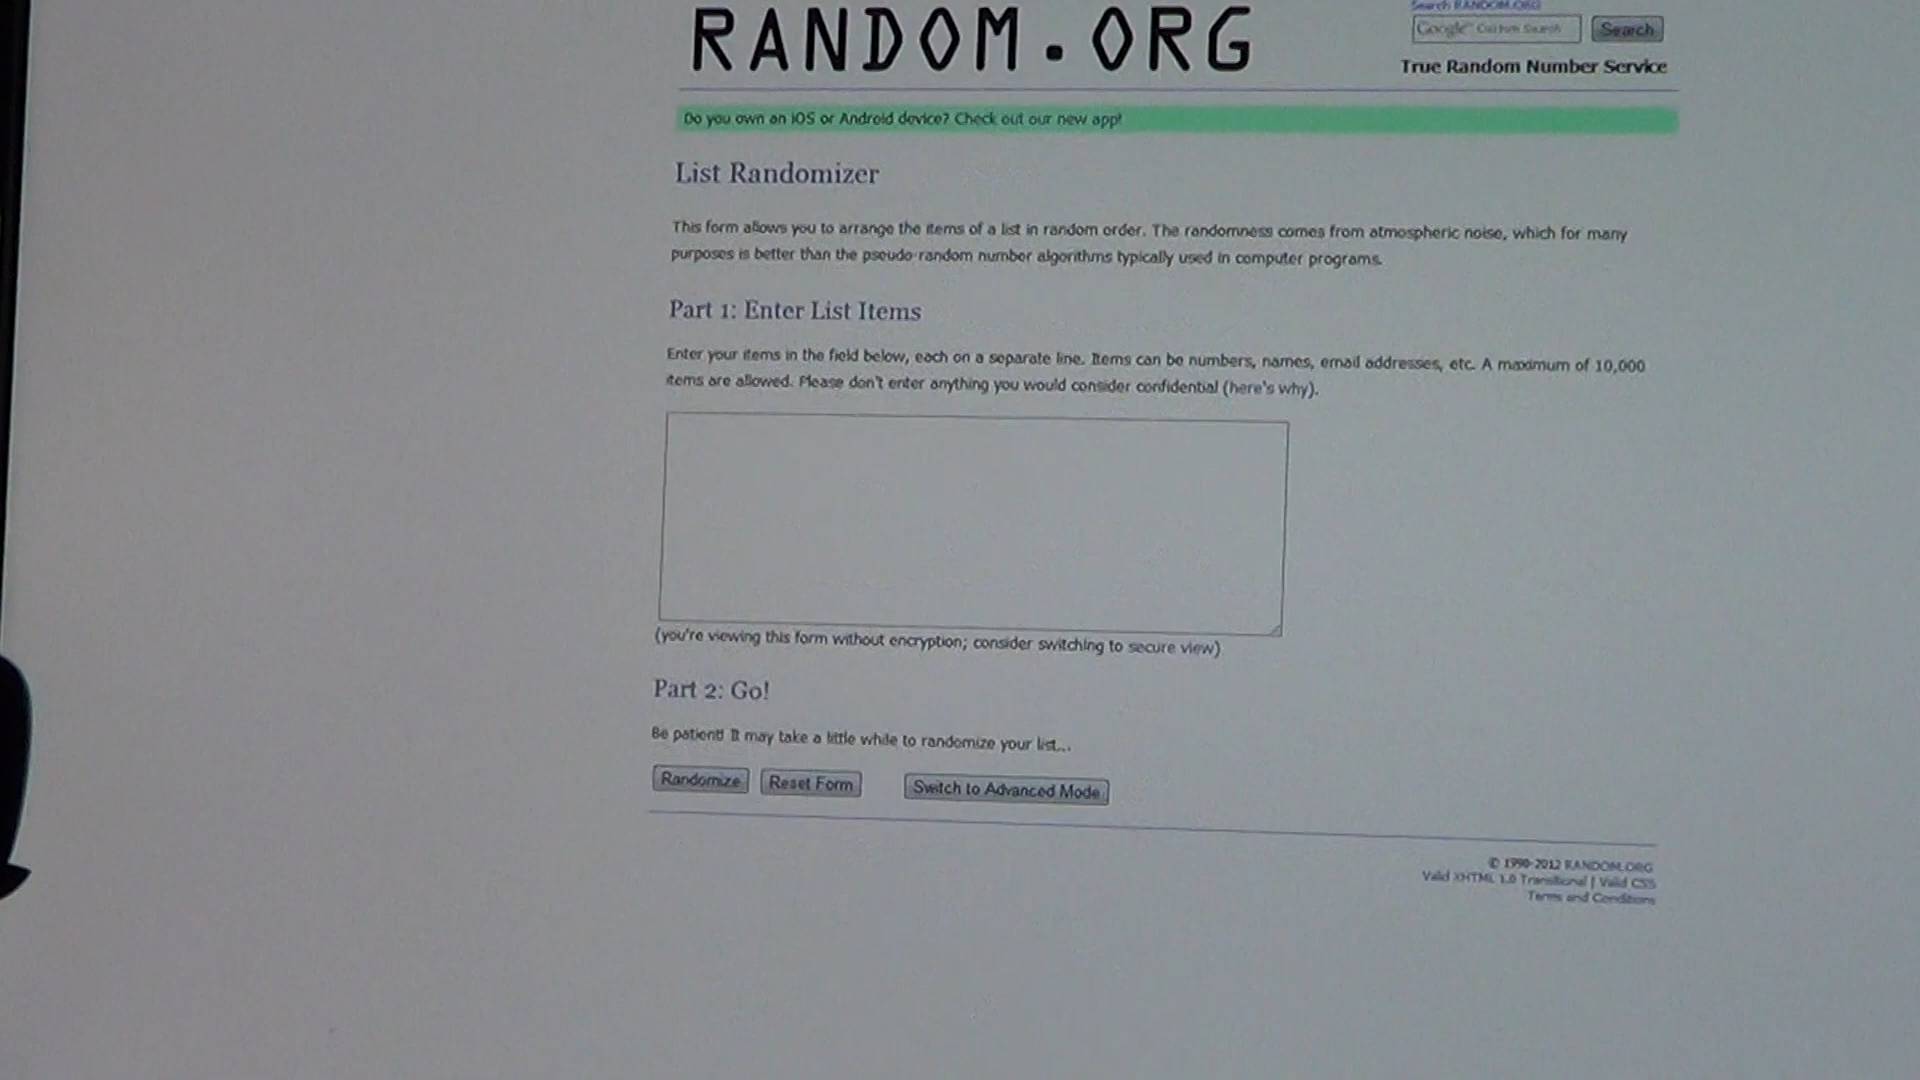 RANDOM.ORG
Search RANDOM.ORG
Google™ Custom Search
Search
True Random Number Service
Do you own an iOS or Android device? Check out our new app!
List Randomizer
This form allows you to arrange the items of a list in random order. The randomness comes from atmospheric noise, which for many
purposes is better than the pseudo-random number algorithms typically used in computer programs.
Part 1: Enter List Items
Enter your items in the field below, each on a separate line. Items can be numbers, names, email addresses, etc. A maximum of 10,000
items are allowed. Please don't enter anything you would consider confidential (here's why).
(you're viewing this form without encryption; consider switching to secure view)
Part 2: Go!
Be patient! It may take a little while to randomize your list...
Randomize Reset Form Switch to Advanced Mode
© 1998-2012 RANDOM.ORG
Valid XHTML 1.0 Transitional | Valid CSS
Terms and Conditions